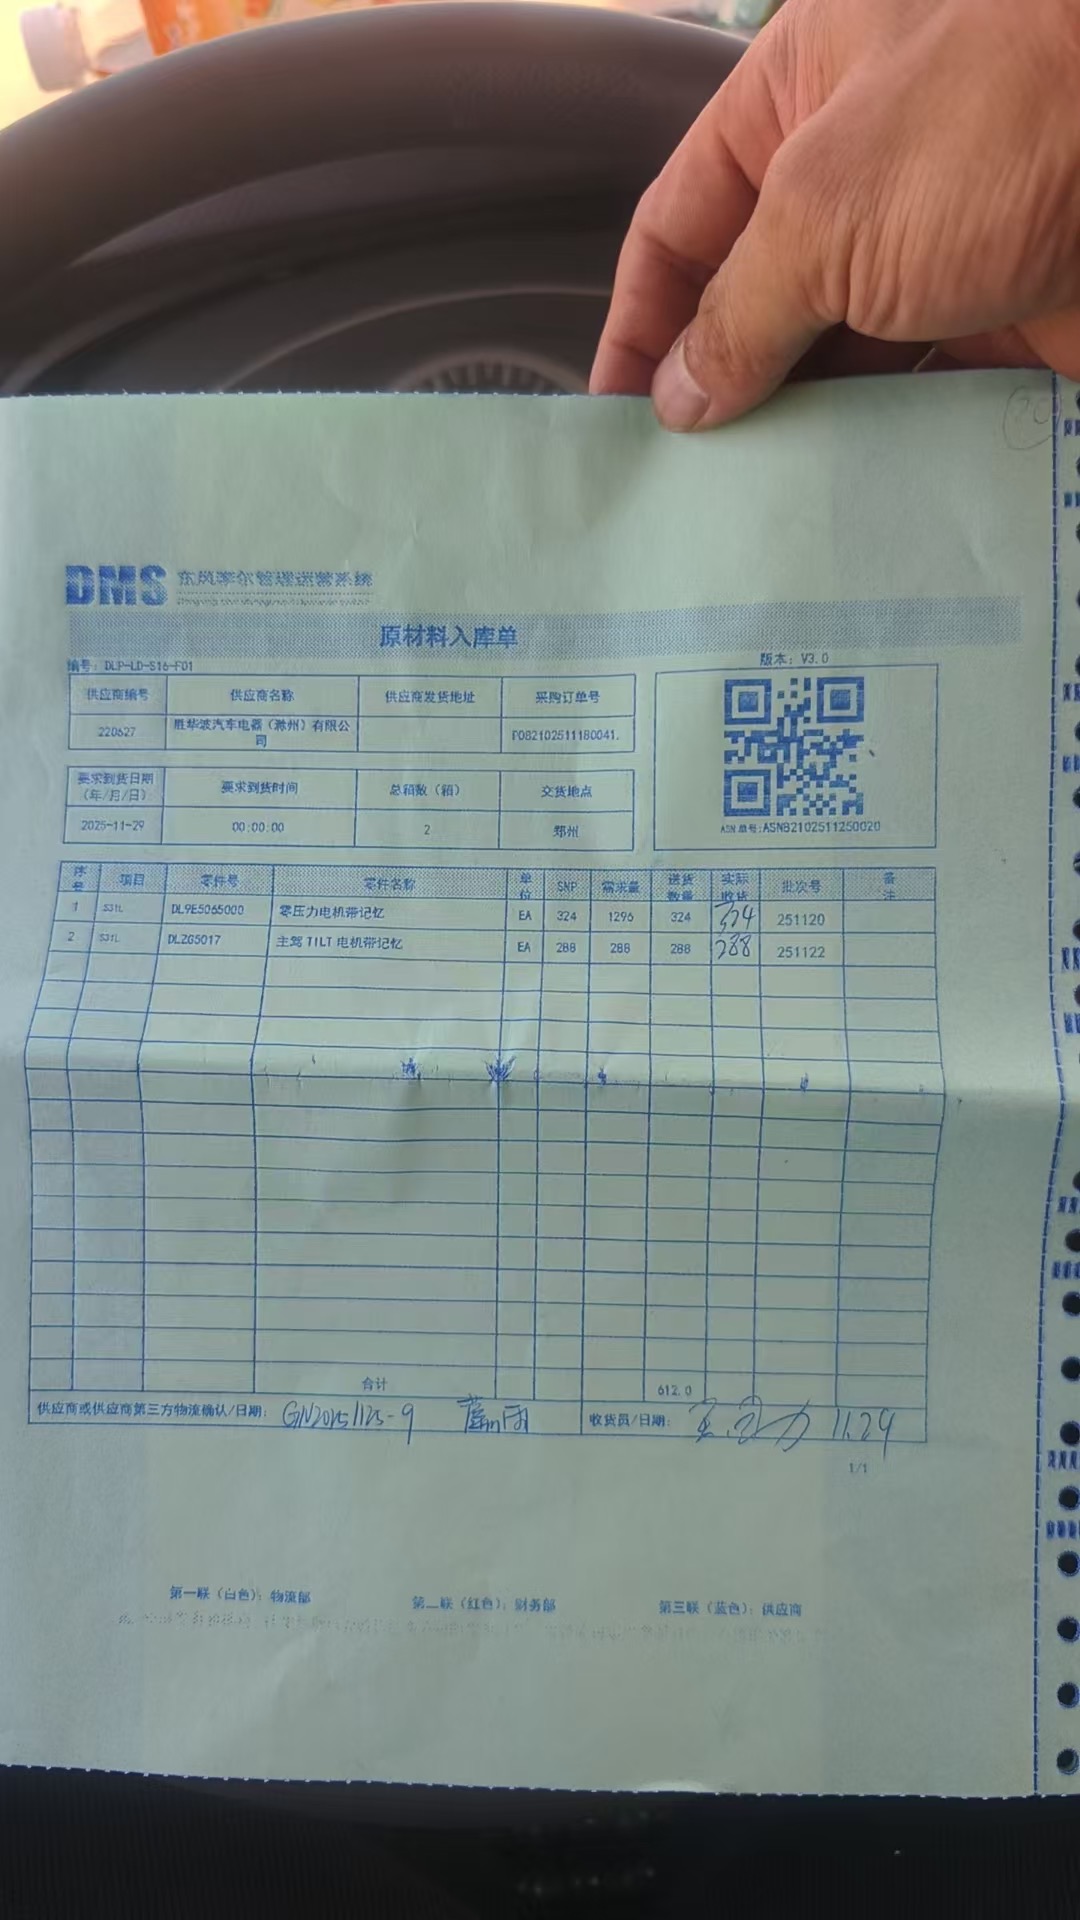 DMS 东风李尔管理运营系统
原材料入库单
编号: DLP-LD-S16-F01
版本: V3.0
供应商编号 供应商名称 供应商发货地址 采购订单号
220627 胜华波汽车电器（滁州）有限公司 PO82102511180041.
要求到货日期（年/月/日） 要求到货时间 总箱数（箱） 交货地点
2025-11-29 00:00:00 2 郑州
ASN 单号:ASN82102511250020
序号 项目 零件号 零件名称 单位 SNP 需求量 送货数量 实际收货 批次号 备注
1 S31L DL9E5065000 零压力电机带记忆 EA 324 1296 324 324 251120
2 S31L DLZG5017 主驾 TILT 电机带记忆 EA 288 288 288 288 251122
合计 612.0
供应商或供应商第三方物流确认/日期: GN20251125-9
收货员/日期: 11.29
1/1
第一联（白色）: 物流部 第二联（红色）: 财务部 第三联（蓝色）: 供应商
20